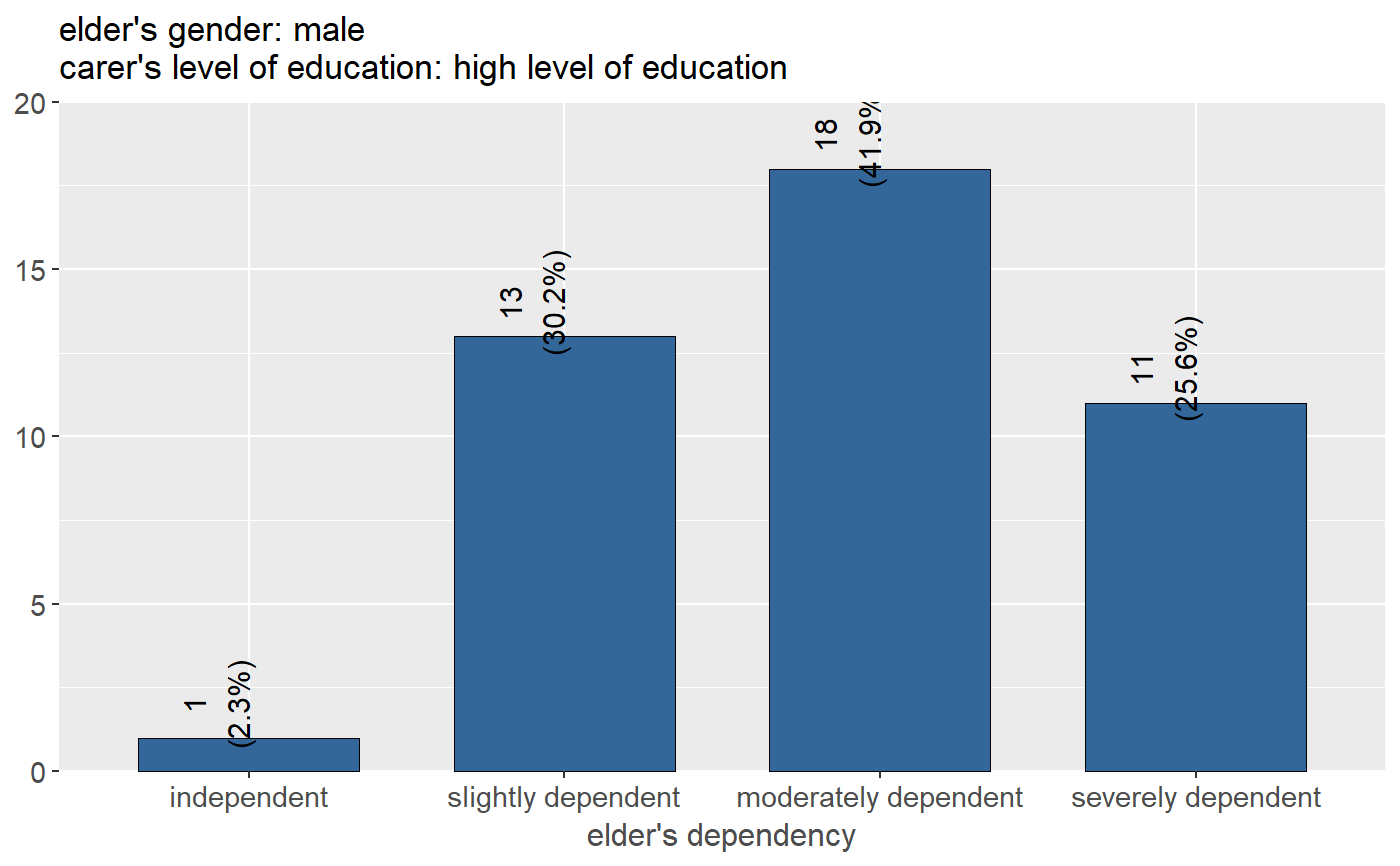 elder's gender: male
carer's level of education: high level of education
20
15
10
5
0
1
(2.3%)
13
(30.2%)
18
(41.9%
11
(25.6%)
independent
slightly dependent
moderately dependent
severely dependent
elder's dependency